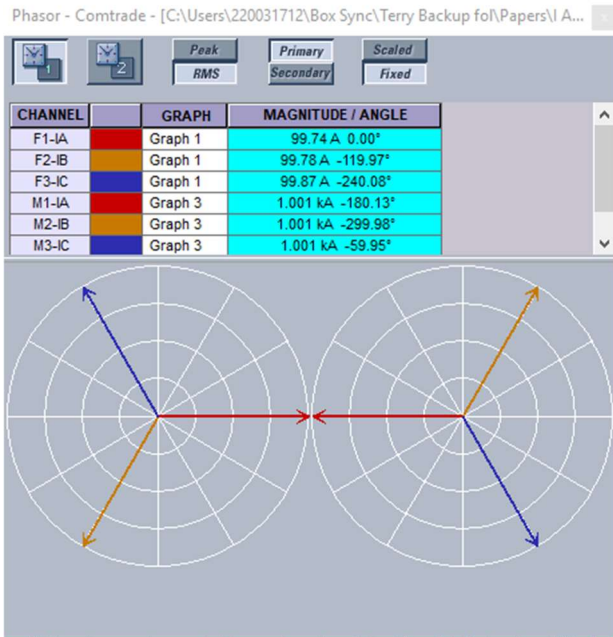 Phasor - Comtrade - [C:\Users\220031712\Box Sync\Terry Backup fol\Papers\I A...
1
2
Peak
RMS
Primary
Secondary
Scaled
Fixed
CHANNEL GRAPH MAGNITUDE / ANGLE
F1-IA Graph 1 99.74 A 0.00°
F2-IB Graph 1 99.78 A -119.97°
F3-IC Graph 1 99.87 A -240.08°
M1-IA Graph 3 1.001 kA -180.13°
M2-IB Graph 3 1.001 kA -299.98°
M3-IC Graph 3 1.001 kA -59.95°